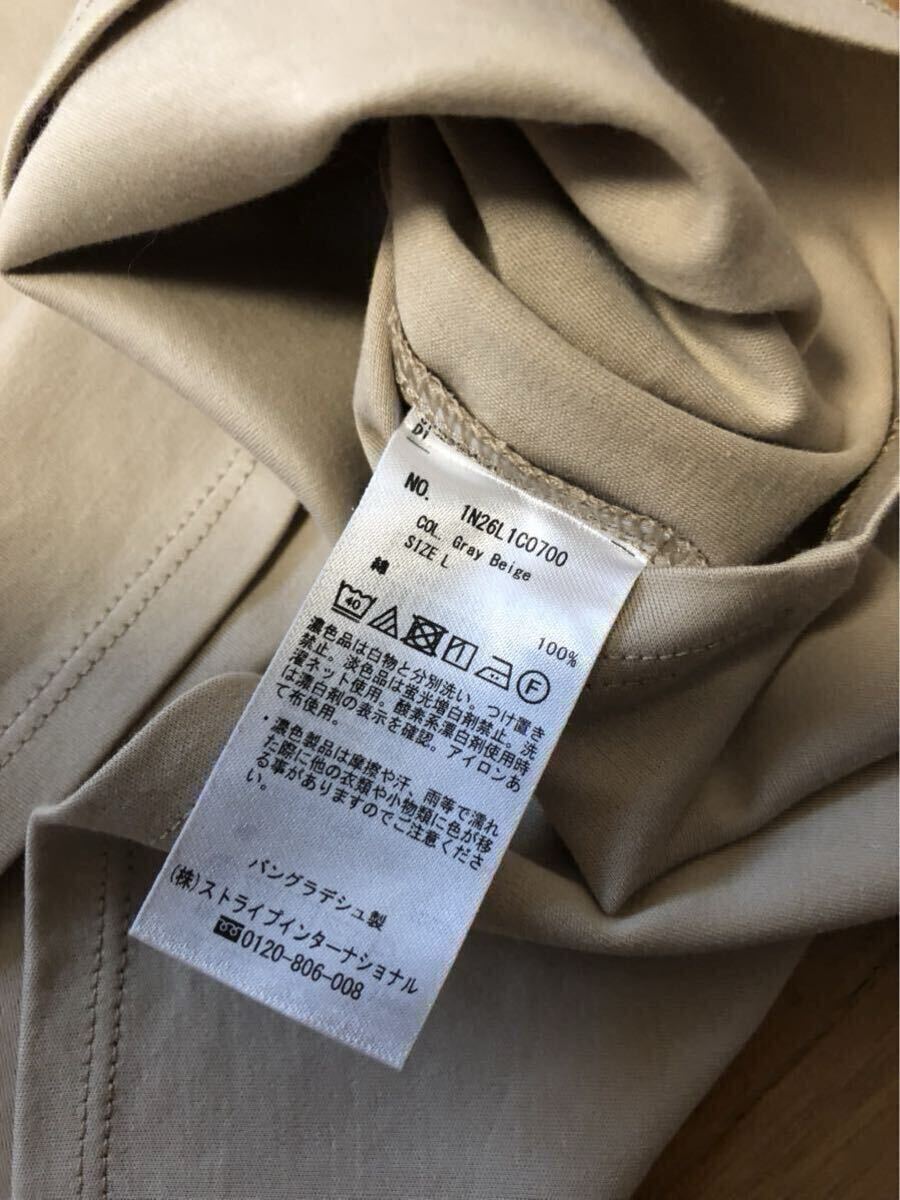 NO. 1N26L1C0700
COL. Gray Beige
SIZE L
綿 100%
40 F
濃色品は白物と分別洗い。つけ置き
禁止。淡色品は蛍光増白剤禁止。洗
濯ネット使用。酸素系漂白剤使用時
は漂白剤の表示を確認。アイロンあ
て布使用。
・濃色製品は摩擦や汗、雨等で濡れ
た際に他の衣類や小物類に色が移
る事がありますのでご注意くださ
い。
バングラデシュ製
(株)ストライプインターナショナル
0120-806-008